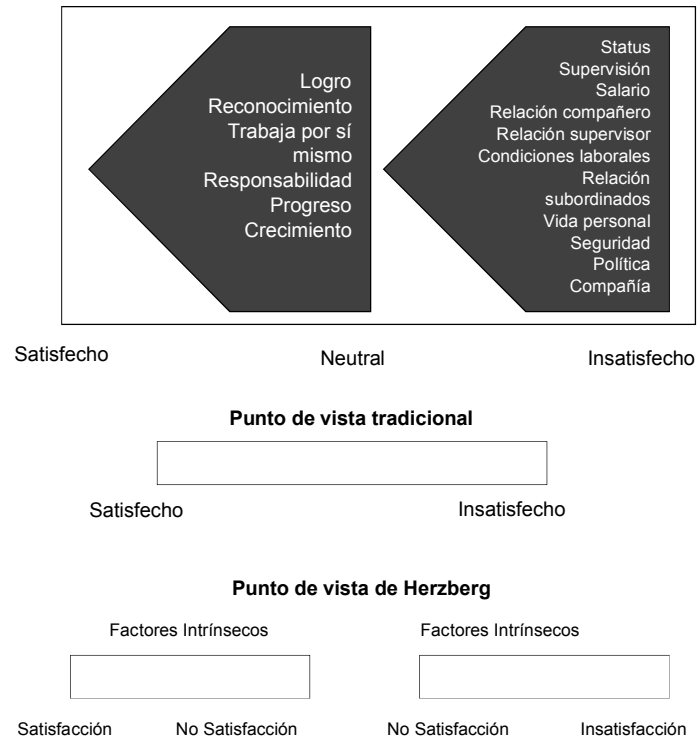 Logro
Reconocimiento
Trabaja por sí
mismo
Responsabilidad
Progreso
Crecimiento
Status
Supervisión
Salario
Relación compañero
Relación supervisor
Condiciones laborales
Relación
subordinados
Vida personal
Seguridad
Política
Compañía
Satisfecho Neutral Insatisfecho
Punto de vista tradicional
Satisfecho Insatisfecho
Punto de vista de Herzberg
Factores Intrínsecos Factores Intrínsecos
Satisfacción No Satisfacción No Satisfacción Insatisfacción